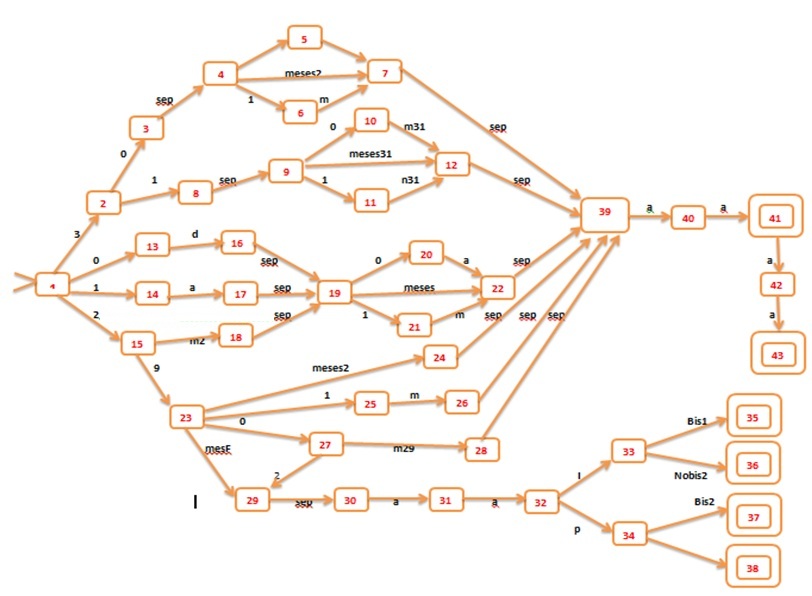 5
4
meses2
7
sep
1
6
m
3
0
sep
0
10
m31
meses31
9
12
1
sep
8
sep
1
11
n31
2
39
a
40
a
41
3
0
13
d
16
sep
0
20
a
sep
a
1
14
a
17
sep
19
meses
22
42
2
15
m2
18
sep
1
21
m
sep
sep
sep
a
43
9
meses2
24
1
25
m
26
23
0
27
m29
28
mesF
2
29
sep
30
a
31
a
32
I
33
Bis1
35
Nobis2
36
p
34
Bis2
37
38